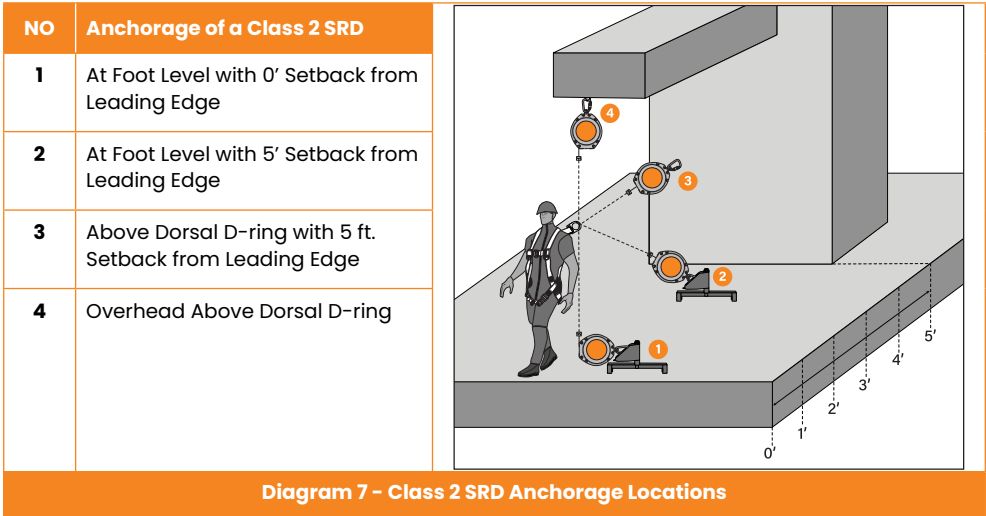 NO Anchorage of a Class 2 SRD
1 At Foot Level with 0’ Setback from
Leading Edge
2 At Foot Level with 5’ Setback from
Leading Edge
3 Above Dorsal D-ring with 5 ft.
Setback from Leading Edge
4 Overhead Above Dorsal D-ring
4
3
2
1
5’
4’
3’
2’
1’
0’
Diagram 7 - Class 2 SRD Anchorage Locations